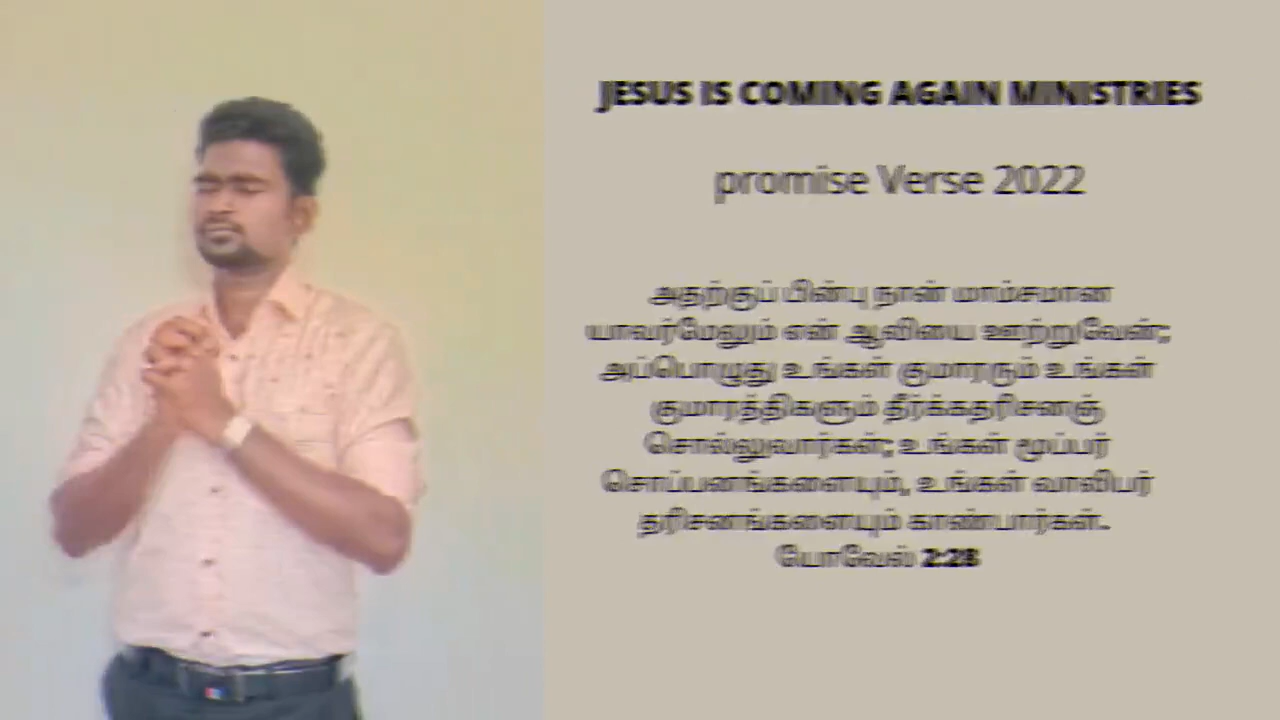 JESUS IS COMING AGAIN MINISTRIES
promise Verse 2022
அதற்குப் பின்பு நான் மாம்சமான
யாவர்மேலும் என் ஆவியை ஊற்றுவேன்;
அப்பொழுது உங்கள் குமாரரும் உங்கள்
குமாரத்திகளும் தீர்க்கதரிசனஞ்
சொல்லுவார்கள்; உங்கள் மூப்பர்
சொப்பனங்களையும், உங்கள் வாலிபர்
தரிசனங்களையும் காண்பார்கள்.
யோவேல் 2:28